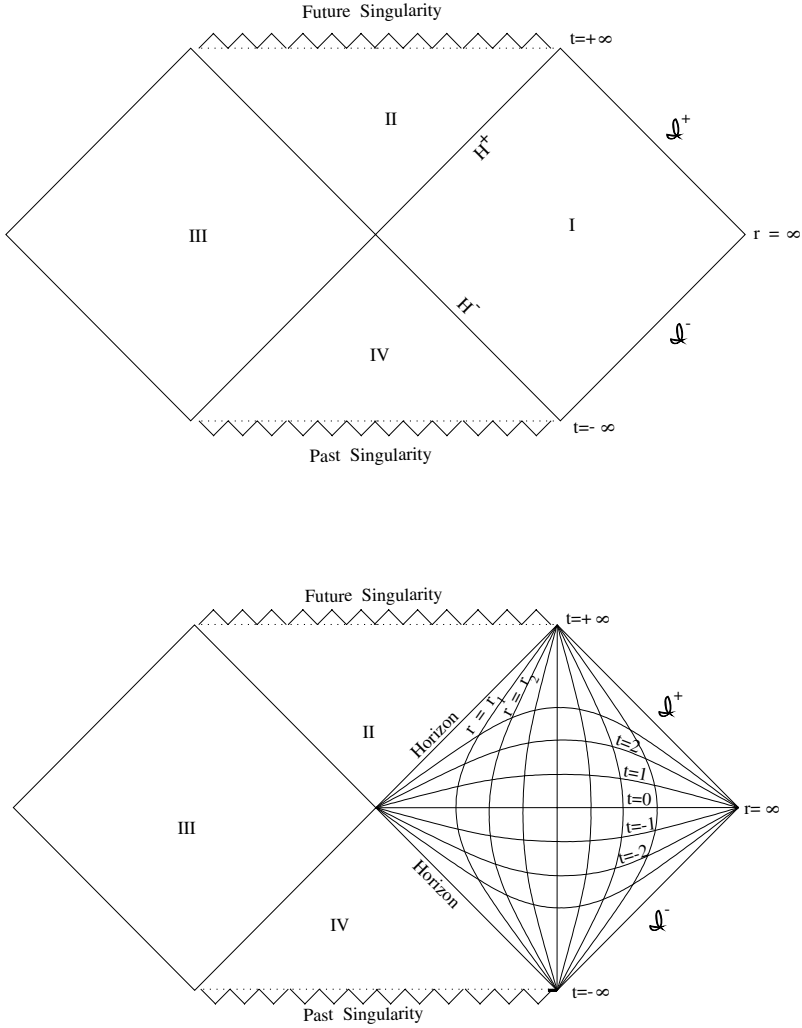 Future Singularity
t=+∞
II
ℐ+
H+
III
I
r = ∞
H-
ℐ-
IV
t=-∞
Past Singularity
Future Singularity
t=+∞
r = r1
r = r2
ℐ+
II
Horizon
t=2
t=1
t=0
r=∞
III
t=-1
t=-2
Horizon
IV
ℐ-
t=-∞
Past Singularity